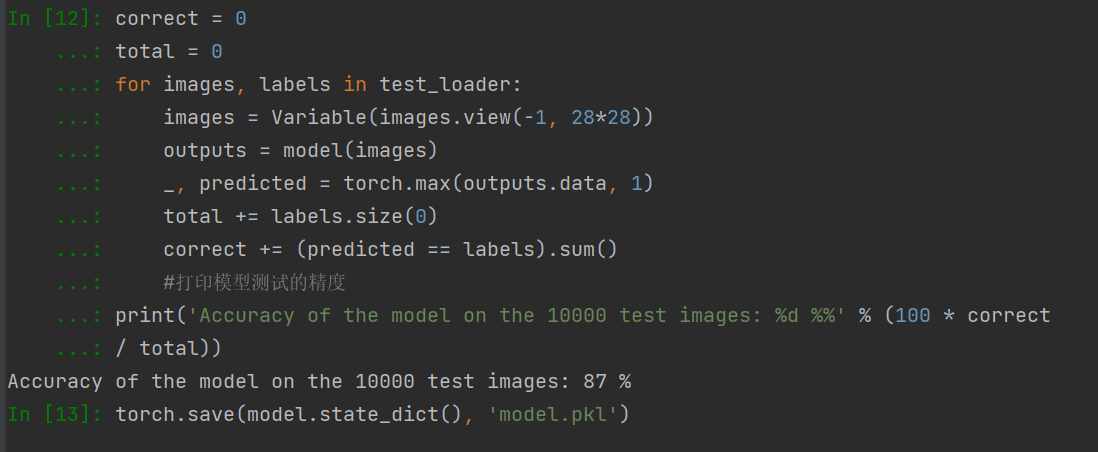 In [12]: correct = 0
    ...: total = 0
    ...: for images, labels in test_loader:
    ...:     images = Variable(images.view(-1, 28*28))
    ...:     outputs = model(images)
    ...:     _, predicted = torch.max(outputs.data, 1)
    ...:     total += labels.size(0)
    ...:     correct += (predicted == labels).sum()
    ...:     #打印模型测试的精度
    ...: print('Accuracy of the model on the 10000 test images: %d %%' % (100 * correct
    ...: / total))
Accuracy of the model on the 10000 test images: 87 %
In [13]: torch.save(model.state_dict(), 'model.pkl')